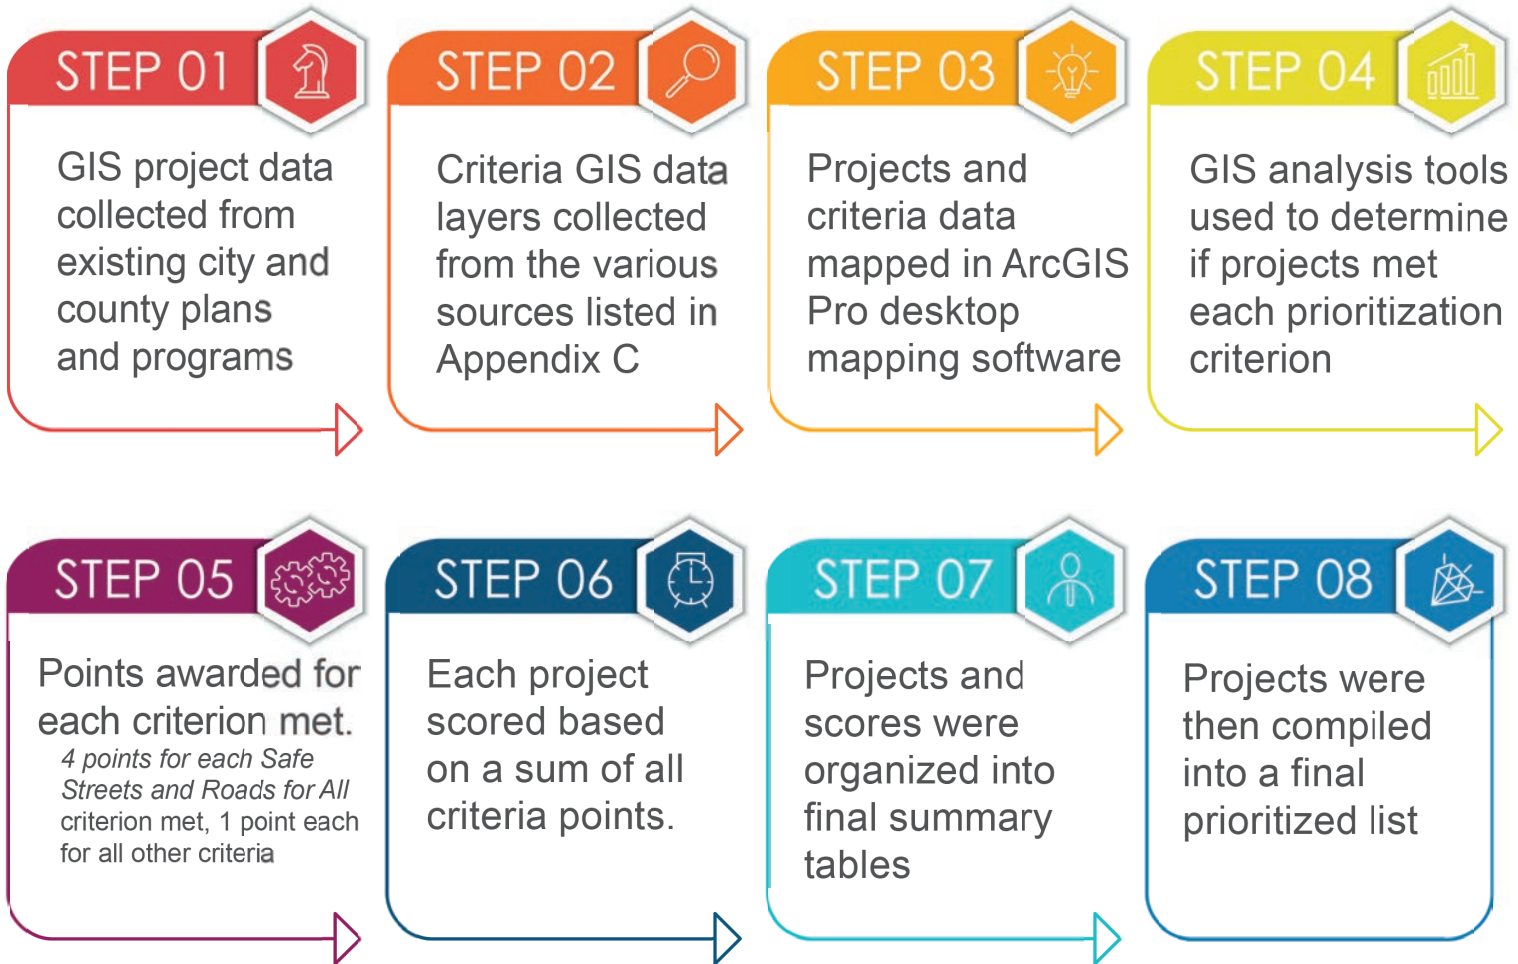 STEP 01
GIS project data
collected from
existing city and
county plans
and programs
STEP 02
Criteria GIS data
layers collected
from the various
sources listed in
Appendix C
STEP 03
Projects and
criteria data
mapped in ArcGIS
Pro desktop
mapping software
STEP 04
GIS analysis tools
used to determine
if projects met
each prioritization
criterion
STEP 05
Points awarded for
each criterion met.
4 points for each Safe
Streets and Roads for All
criterion met, 1 point each
for all other criteria
STEP 06
Each project
scored based
on a sum of all
criteria points.
STEP 07
Projects and
scores were
organized into
final summary
tables
STEP 08
Projects were
then compiled
into a final
prioritized list